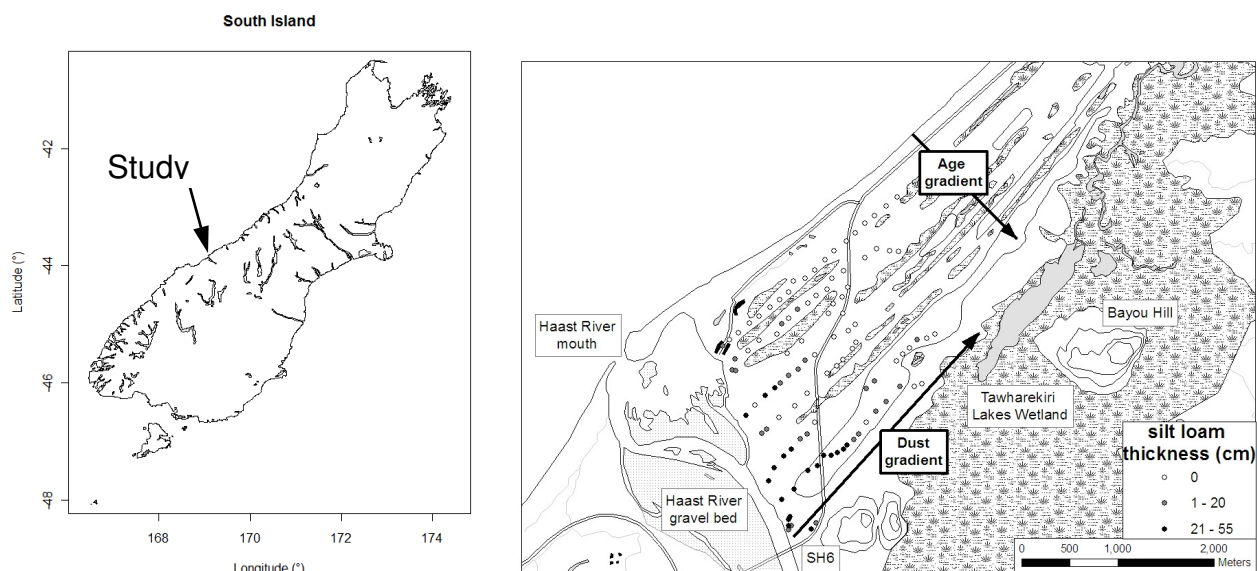 South Island
Study
Latitude (°)
-42
-44
-46
-48
168
170
172
174
Longitude (°)
Age
gradient
Haast River
mouth
Bayou Hill
Tawharekiri
Lakes Wetland
Dust
gradient
Haast River
gravel bed
SH6
silt loam
thickness (cm)
0
1 - 20
21 - 55
0 500 1,000 2,000
Meters